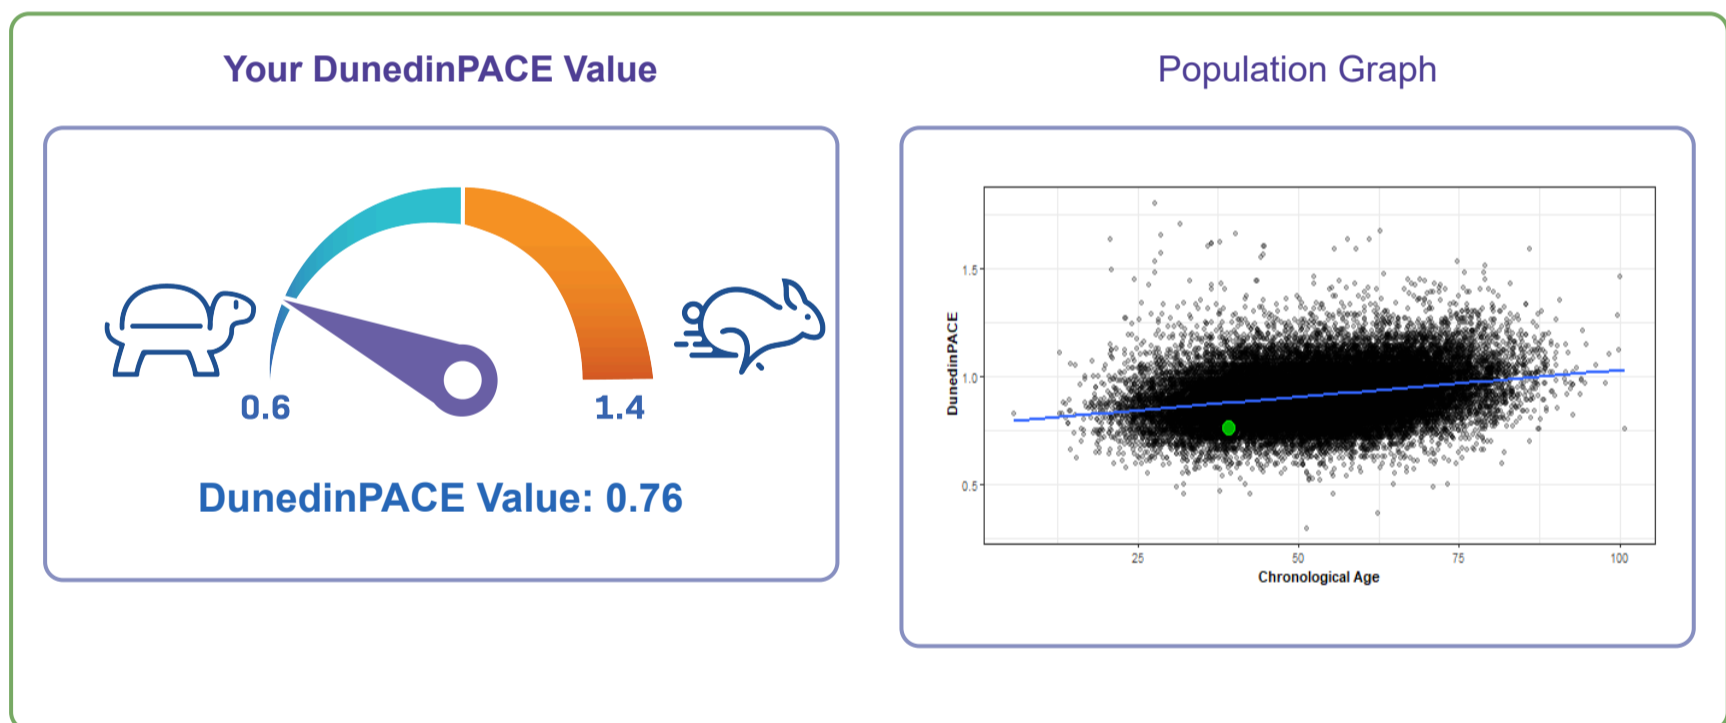 Your DunedinPACE Value
0.6
1.4
DunedinPACE Value: 0.76
Population Graph
DunedinPACE
1.5
1.0
0.5
25
50
75
100
Chronological Age